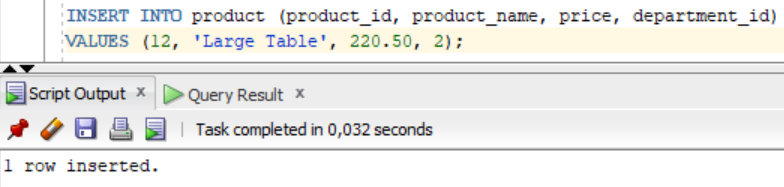 INSERT INTO product (product_id, product_name, price, department_id)
VALUES (12, 'Large Table', 220.50, 2);
Script Output x Query Result x
Task completed in 0,032 seconds
1 row inserted.